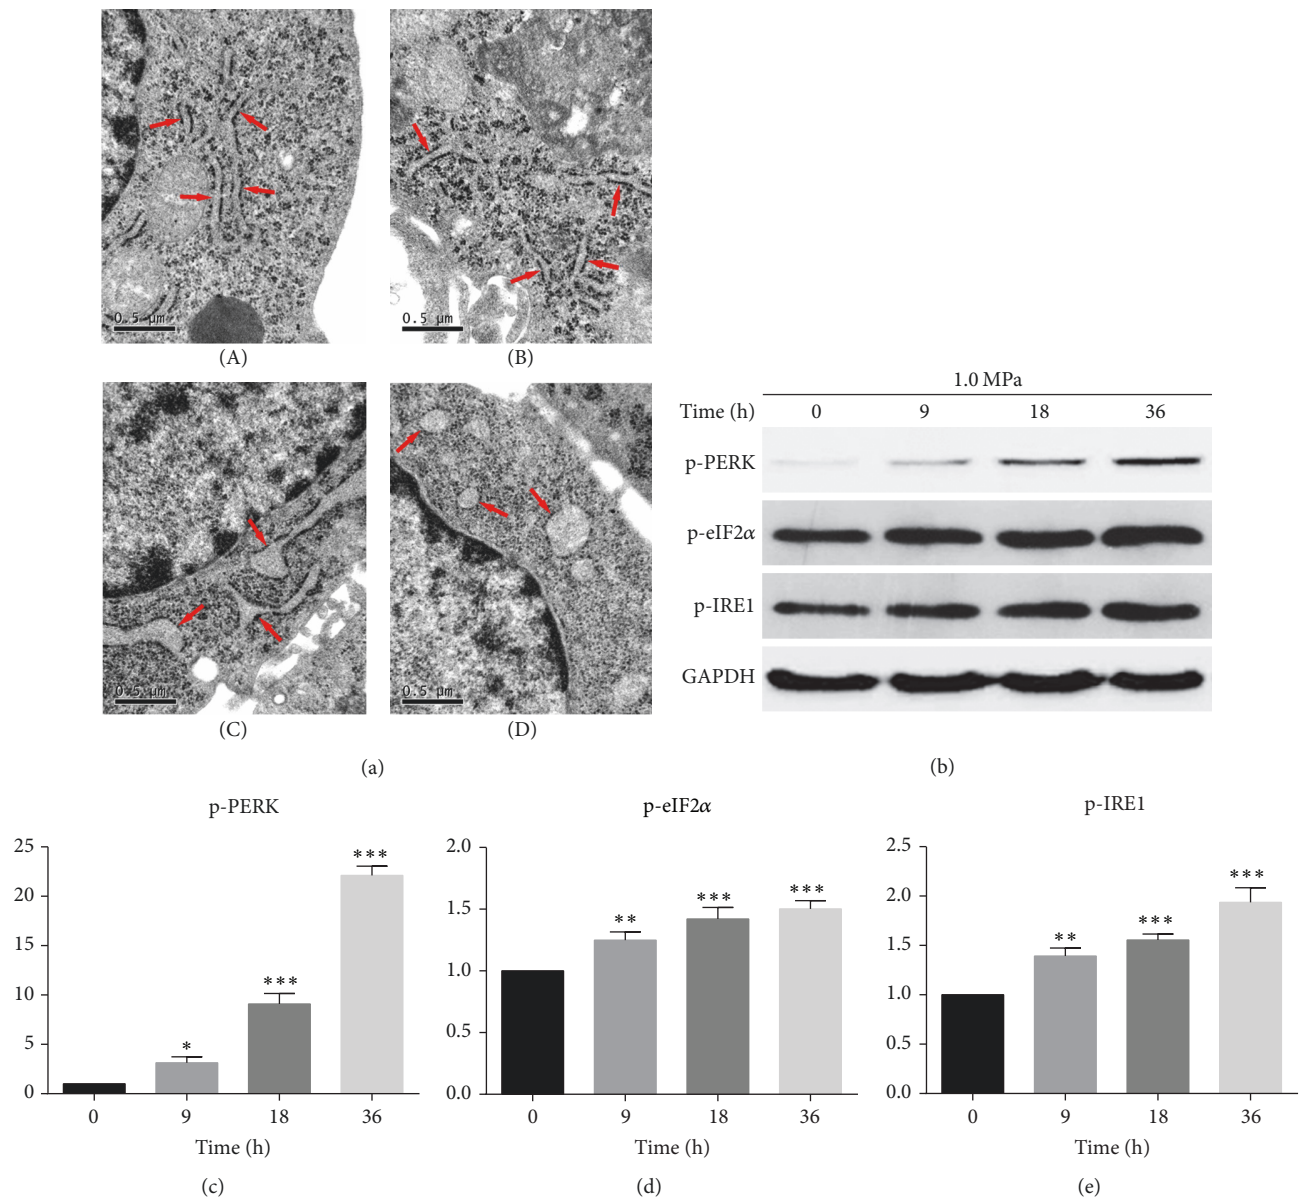 0.5 µm
0.5 µm
(A)
(B)
0.5 µm
0.5 µm
(C)
(D)
(a)
1.0 MPa
Time (h) 0 9 18 36
p-PERK
p-eIF2α
p-IRE1
GAPDH
(b)
p-PERK
25
20
15
10
5
0
*
***
***
0 9 18 36
Time (h)
(c)
p-eIF2α
2.0
1.5
1.0
0.5
0.0
**
***
***
0 9 18 36
Time (h)
(d)
p-IRE1
2.5
2.0
1.5
1.0
0.5
0.0
**
***
***
0 9 18 36
Time (h)
(e)